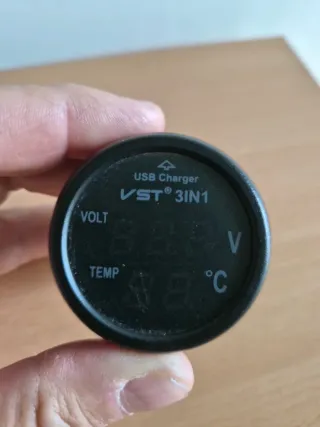 USB Charger
VST® 3IN1
VOLT
V
TEMP
°C